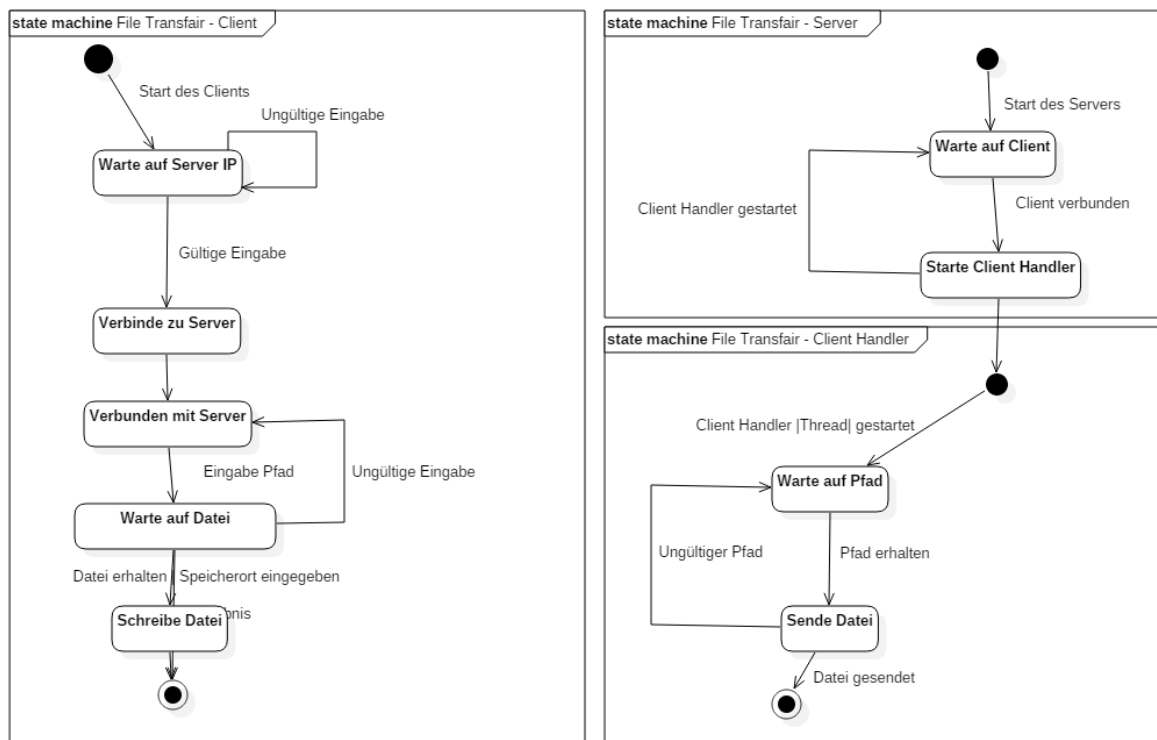 state machine File Transfair - Client
Start des Clients
Ungültige Eingabe
Warte auf Server IP
Gültige Eingabe
Verbinde zu Server
Verbunden mit Server
Eingabe Pfad
Ungültige Eingabe
Warte auf Datei
Datei erhalten
Speicherort eingegeben
Schreibe Datei
state machine File Transfair - Server
Start des Servers
Warte auf Client
Client Handler gestartet
Client verbunden
Starte Client Handler
state machine File Transfair - Client Handler
Client Handler |Thread| gestartet
Warte auf Pfad
Ungültiger Pfad
Pfad erhalten
Sende Datei
Datei gesendet